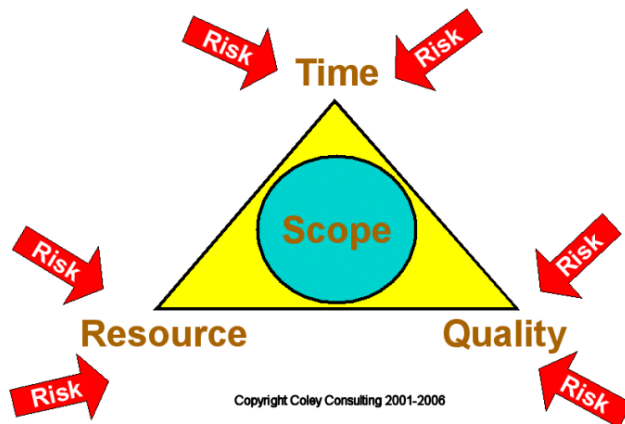 Risk
Risk
Time
Scope
Risk
Risk
Resource
Quality
Risk
Risk
Copyright Coley Consulting 2001-2006